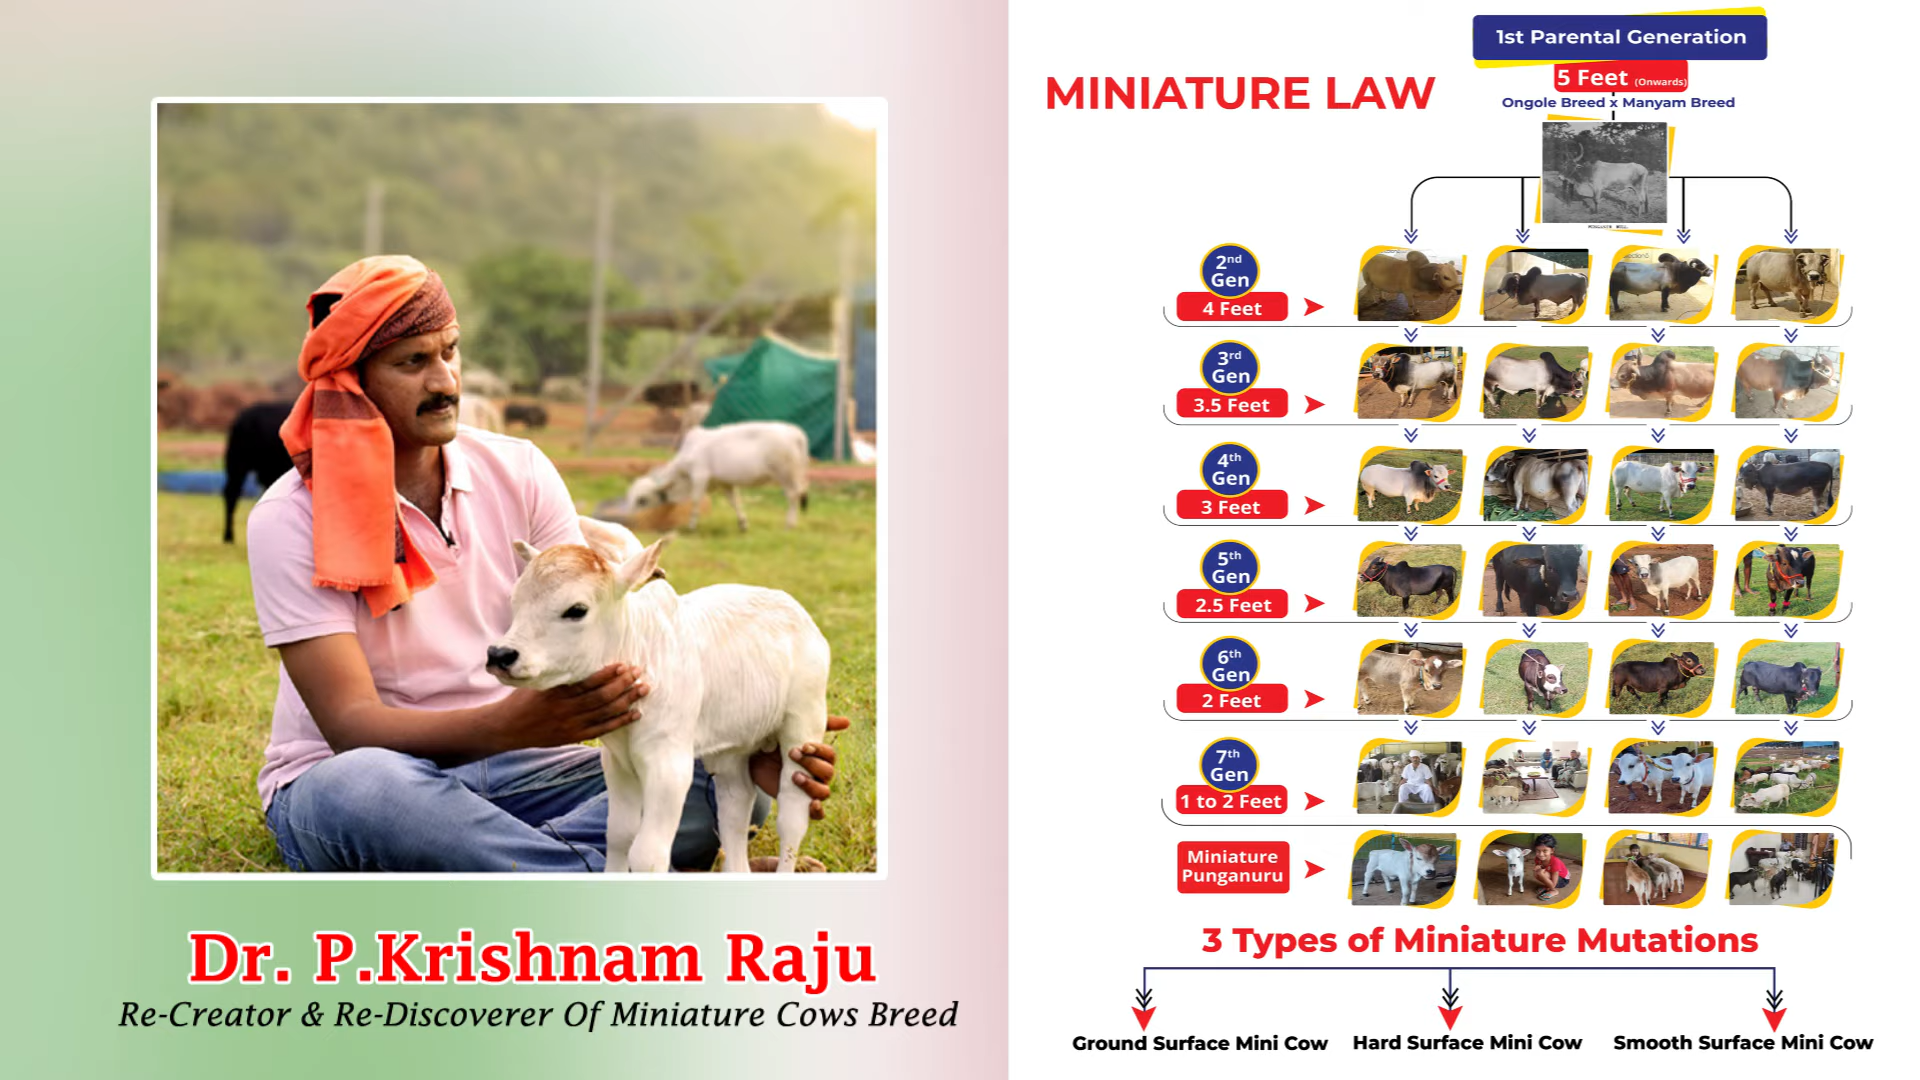 Dr. P.Krishnam Raju
Re-Creator & Re-Discoverer Of Miniature Cows Breed
MINIATURE LAW
1st Parental Generation
5 Feet (Onwards)
Ongole Breed x Manyam Breed
2nd
Gen
4 Feet
3rd
Gen
3.5 Feet
4th
Gen
3 Feet
5th
Gen
2.5 Feet
6th
Gen
2 Feet
7th
Gen
1 to 2 Feet
Miniature
Punganuru
3 Types of Miniature Mutations
Ground Surface Mini Cow
Hard Surface Mini Cow
Smooth Surface Mini Cow